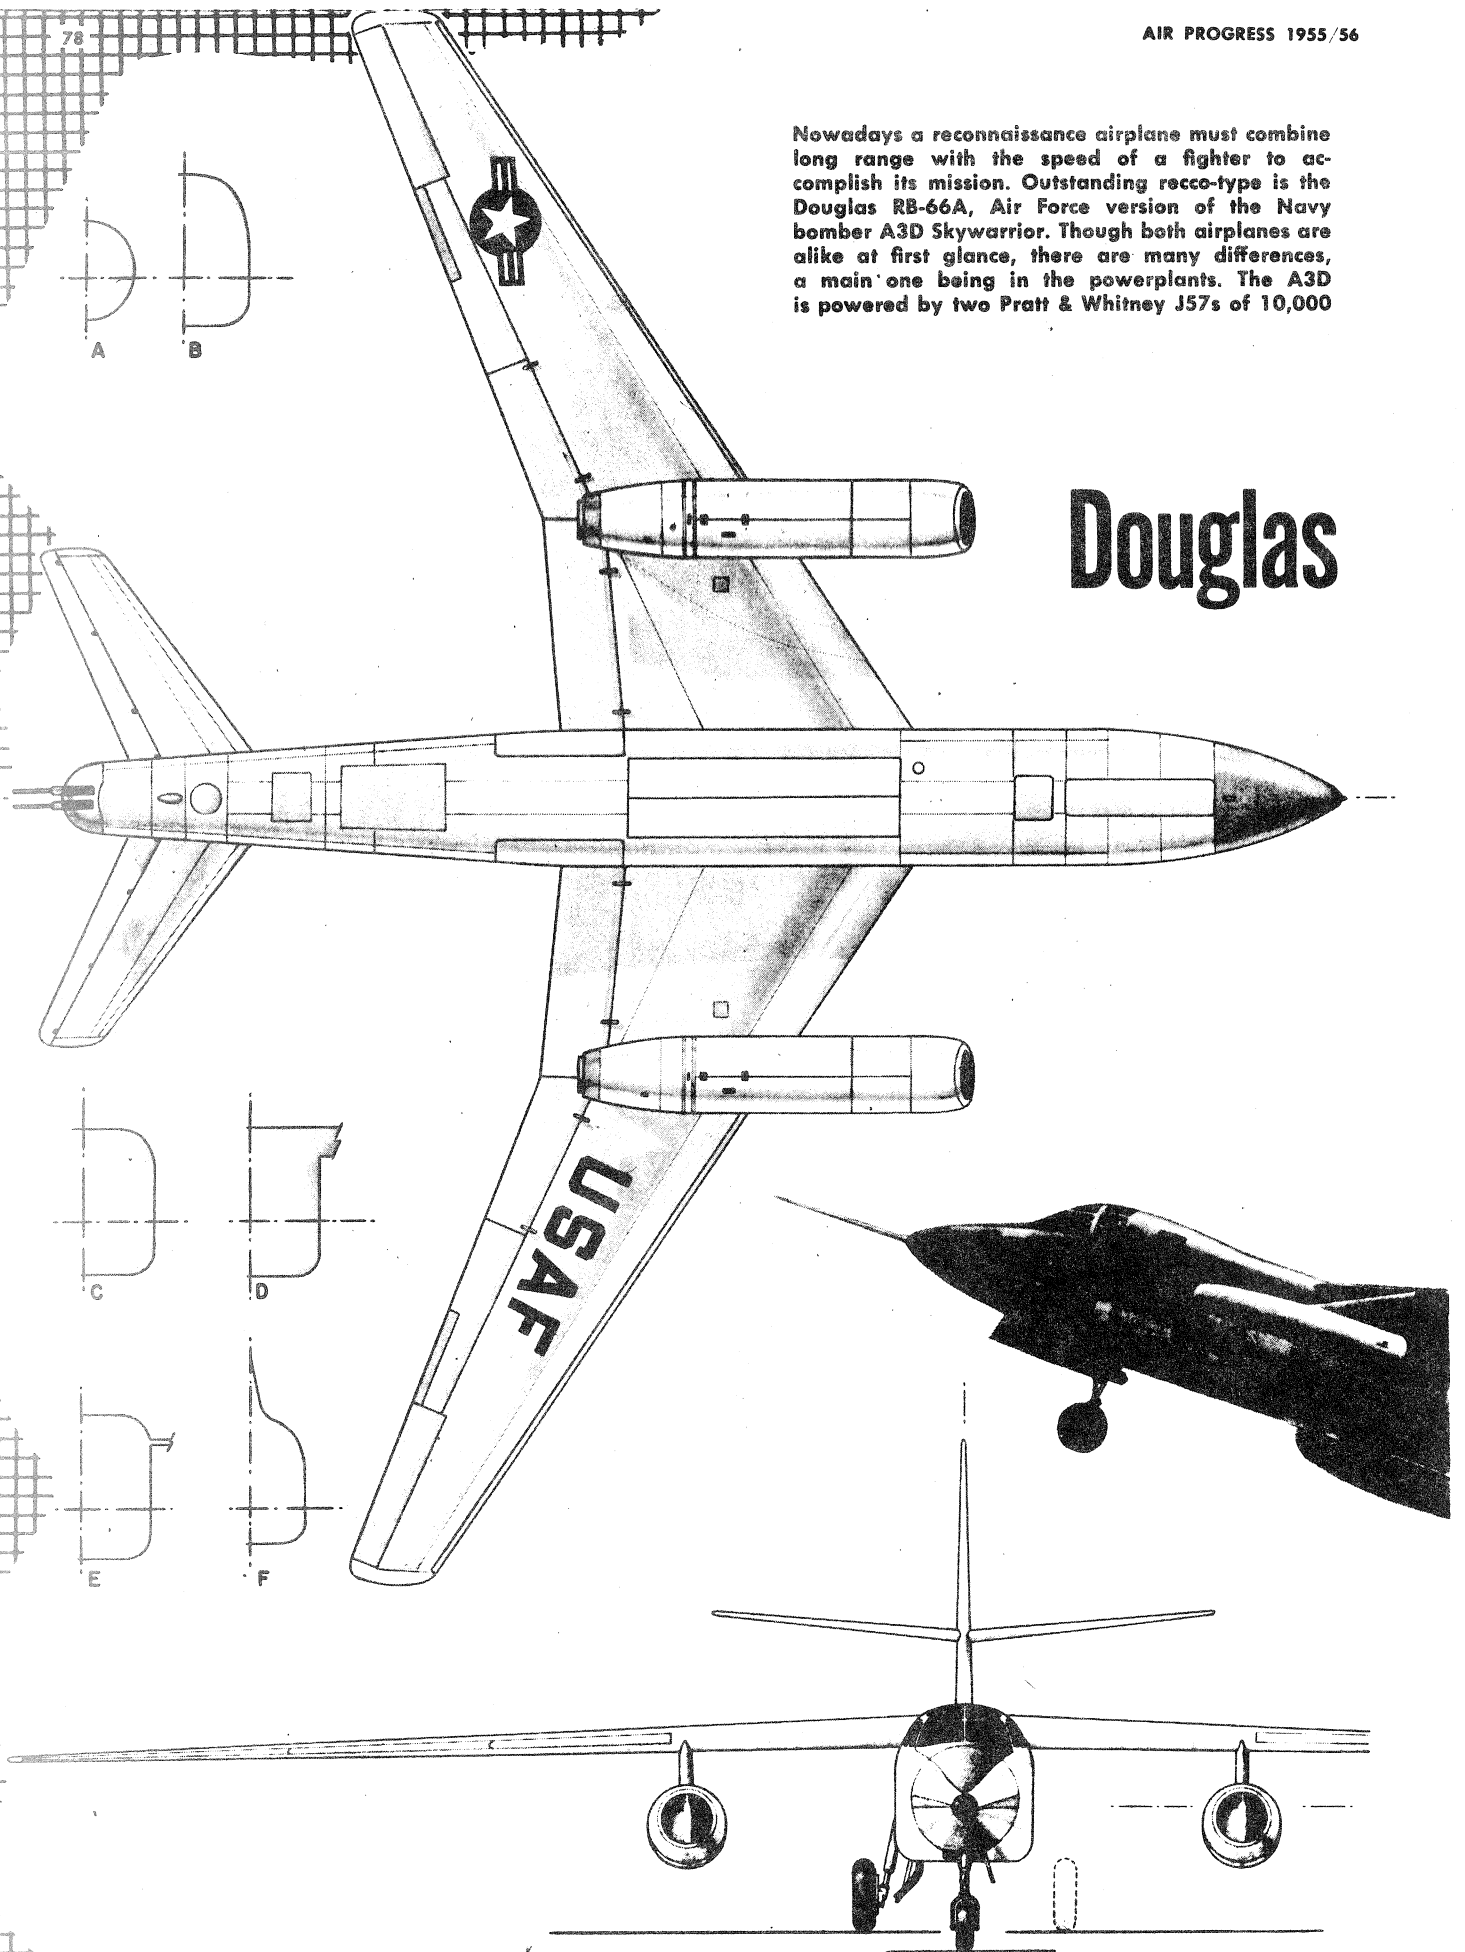 78
AIR PROGRESS 1955/56
Nowadays a reconnaissance airplane must combine
long range with the speed of a fighter to ac-
complish its mission. Outstanding recco-type is the
Douglas RB-66A, Air Force version of the Navy
bomber A3D Skywarrior. Though both airplanes are
alike at first glance, there are many differences,
a main one being in the powerplants. The A3D
is powered by two Pratt & Whitney J57s of 10,000
A
B
Douglas
C
D
USAF
E
F